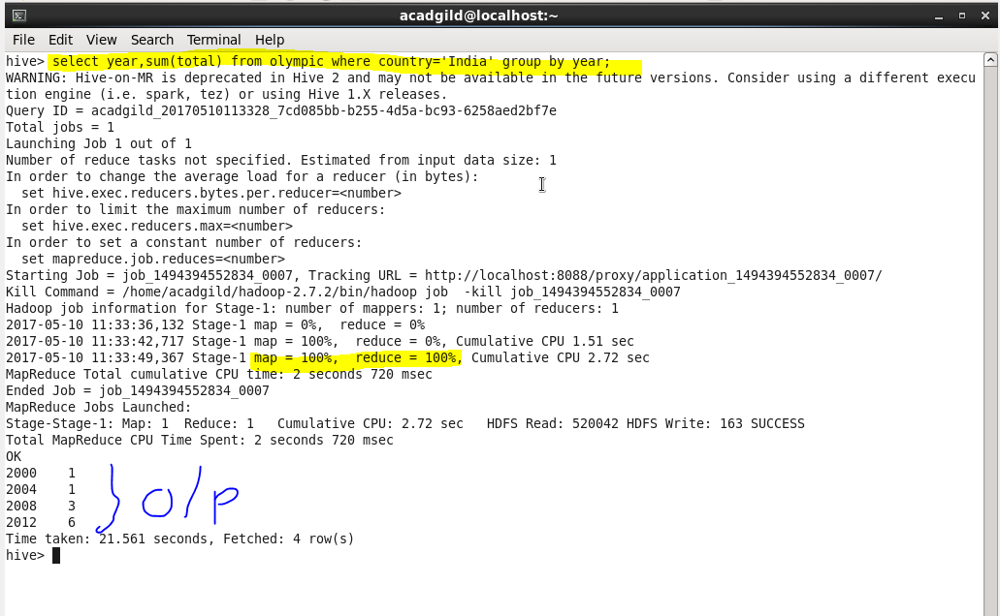 acadgild@localhost:~
File Edit View Search Terminal Help
hive> select year,sum(total) from olympic where country='India' group by year;
WARNING: Hive-on-MR is deprecated in Hive 2 and may not be available in the future versions. Consider using a different execu
tion engine (i.e. spark, tez) or using Hive 1.X releases.
Query ID = acadgild_20170510113328_7cd085bb-b255-4d5a-bc93-6258aed2bf7e
Total jobs = 1
Launching Job 1 out of 1
Number of reduce tasks not specified. Estimated from input data size: 1
In order to change the average load for a reducer (in bytes):
  set hive.exec.reducers.bytes.per.reducer=<number>
In order to limit the maximum number of reducers:
  set hive.exec.reducers.max=<number>
In order to set a constant number of reducers:
  set mapreduce.job.reduces=<number>
Starting Job = job_1494394552834_0007, Tracking URL = http://localhost:8088/proxy/application_1494394552834_0007/
Kill Command = /home/acadgild/hadoop-2.7.2/bin/hadoop job  -kill job_1494394552834_0007
Hadoop job information for Stage-1: number of mappers: 1; number of reducers: 1
2017-05-10 11:33:36,132 Stage-1 map = 0%,  reduce = 0%
2017-05-10 11:33:42,717 Stage-1 map = 100%,  reduce = 0%, Cumulative CPU 1.51 sec
2017-05-10 11:33:49,367 Stage-1 map = 100%,  reduce = 100%, Cumulative CPU 2.72 sec
MapReduce Total cumulative CPU time: 2 seconds 720 msec
Ended Job = job_1494394552834_0007
MapReduce Jobs Launched:
Stage-Stage-1: Map: 1  Reduce: 1   Cumulative CPU: 2.72 sec   HDFS Read: 520042 HDFS Write: 163 SUCCESS
Total MapReduce CPU Time Spent: 2 seconds 720 msec
OK
2000    1
2004    1
2008    3
2012    6
} O/P
Time taken: 21.561 seconds, Fetched: 4 row(s)
hive>